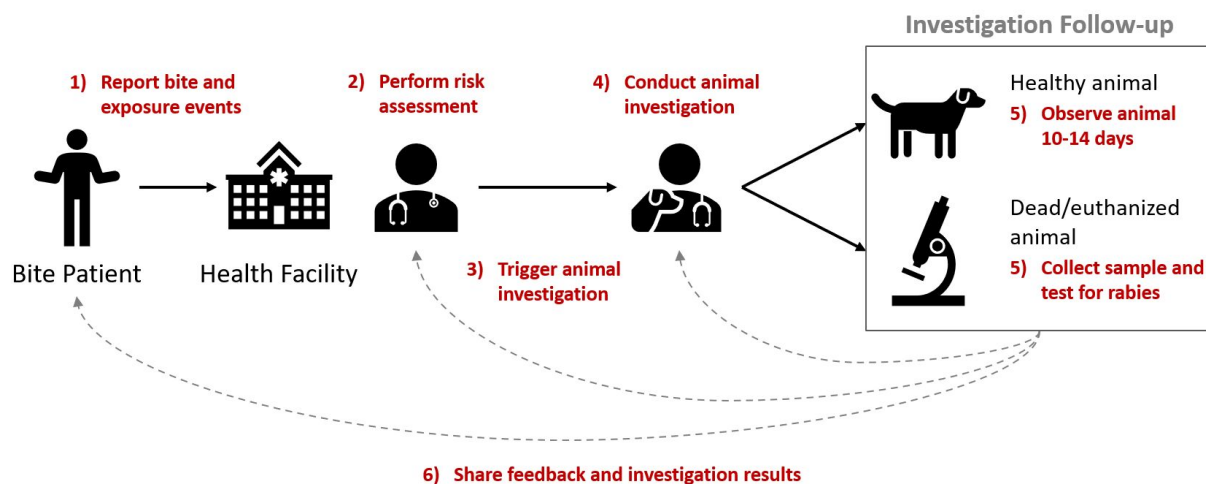 Investigation Follow-up
1) Report bite and
exposure events
2) Perform risk
assessment
4) Conduct animal
investigation
Healthy animal
5) Observe animal
10-14 days
Bite Patient
Health Facility
3) Trigger animal
investigation
Dead/euthanized
animal
5) Collect sample and
test for rabies
6) Share feedback and investigation results